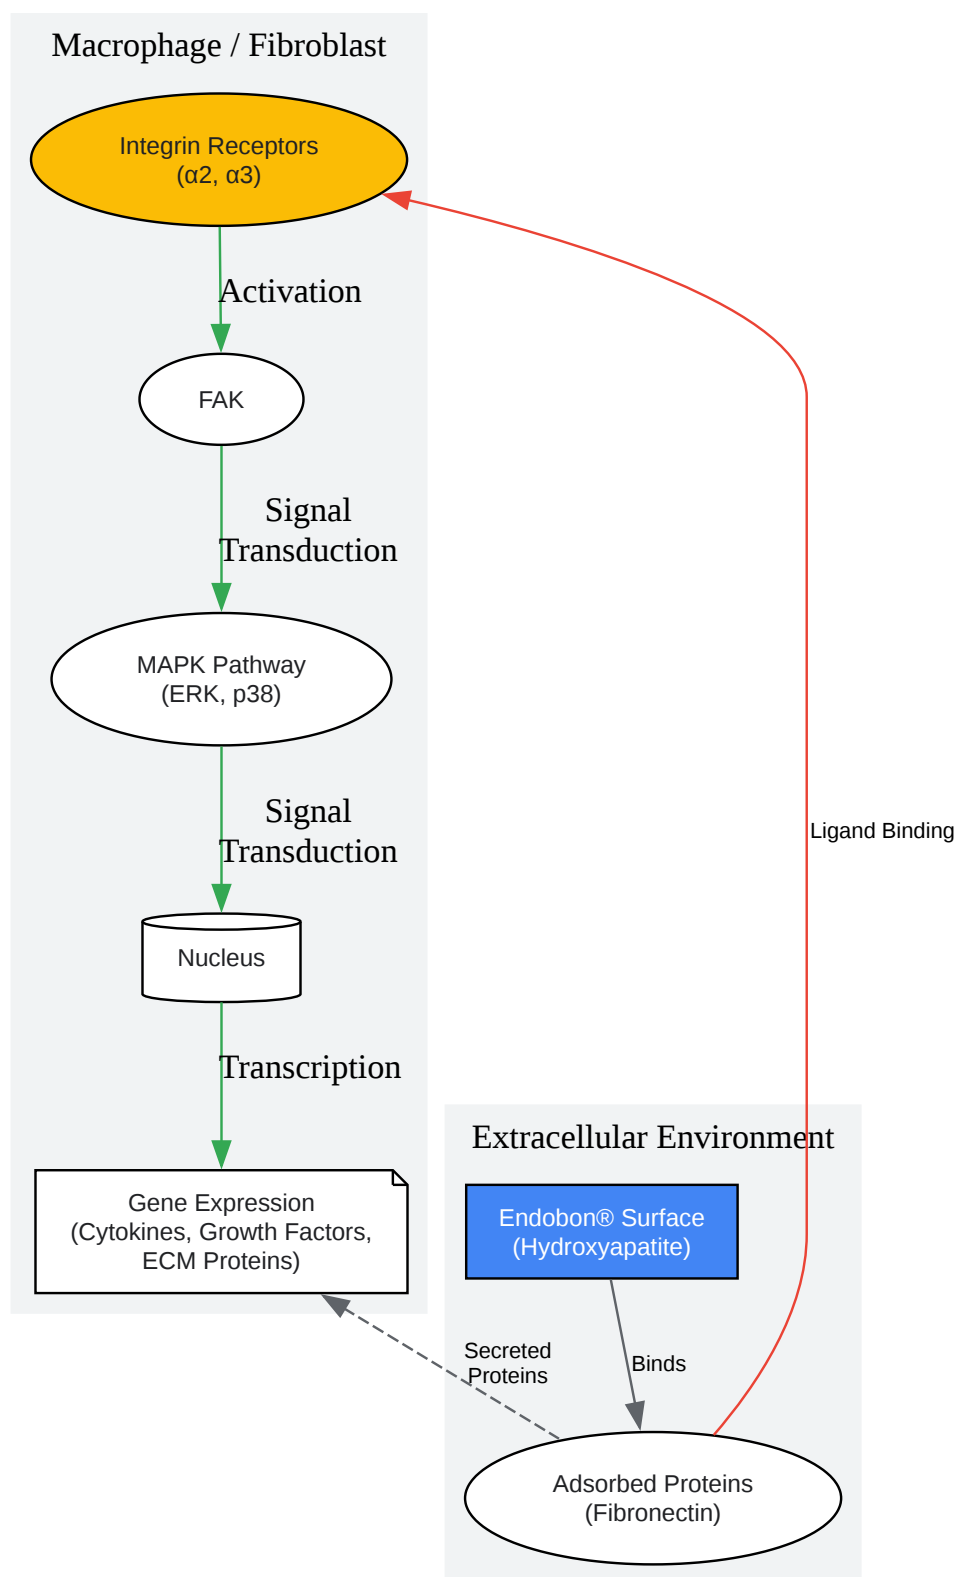 Macrophage / Fibroblast
Integrin Receptors
(α2, α3)
Activation
FAK
Signal
Transduction
MAPK Pathway
(ERK, p38)
Signal
Transduction
Ligand Binding
Nucleus
Transcription
Extracellular Environment
Gene Expression
(Cytokines, Growth Factors,
ECM Proteins)
Endobon® Surface
(Hydroxyapatite)
Secreted
Proteins
Binds
Adsorbed Proteins
(Fibronectin)